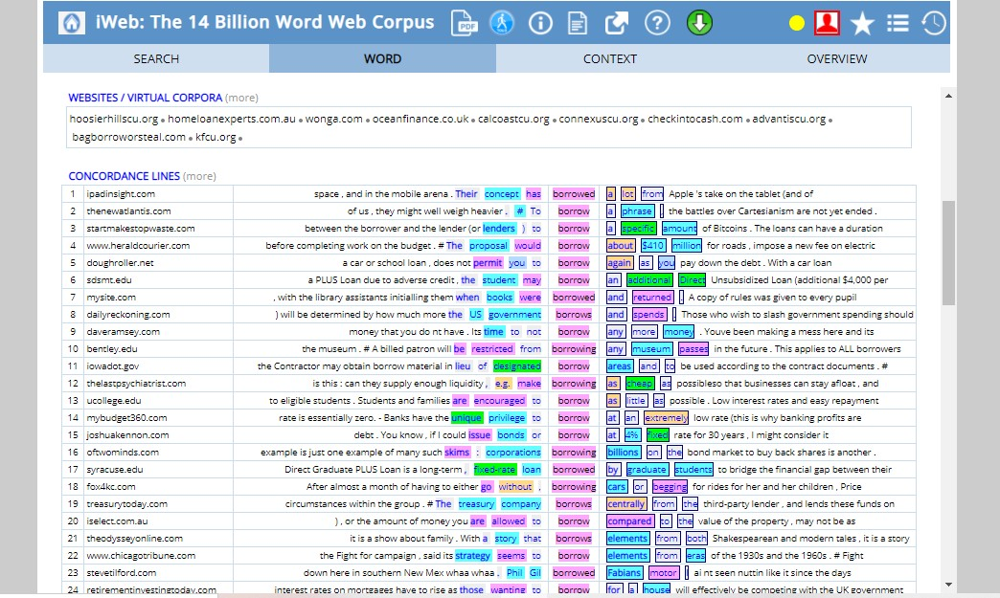 iWeb: The 14 Billion Word Web Corpus PDF
SEARCH WORD CONTEXT OVERVIEW
WEBSITES / VIRTUAL CORPORA (more)
hoosierhillscu.org • homeloanexperts.com.au • wonga.com • oceanfinance.co.uk • calcoastcu.org • connexuscu.org • checkintocash.com • advantiscu.org •
bagborroworsteal.com • kfcu.org •
CONCORDANCE LINES (more)
1 ipadinsight.com space , and in the mobile arena . Their concept has borrowed a lot from Apple 's take on the tablet (and of
2 thenewatlantis.com of us , they might well weigh heavier . # To borrow a phrase , the battles over Cartesianism are not yet ended .
3 startmakestopwaste.com between the borrower and the lender (or lenders ) to borrow a specific amount of Bitcoins . The loans can have a duration
4 www.heraldcourier.com before completing work on the budget . # The proposal would borrow about $410 million for roads , impose a new fee on electric
5 doughroller.net a car or school loan , does not permit you to borrow again as you pay down the debt . With a car loan
6 sdsmt.edu a PLUS Loan due to adverse credit , the student may borrow an additional Direct Unsubsidized Loan (additional $4,000 per
7 mysite.com , with the library assistants initialling them when books were borrowed and returned . A copy of rules was given to every pupil
8 dailyreckoning.com ) will be determined by how much more the US government borrows and spends . Those who wish to slash government spending should
9 daveramsey.com money that you do nt have . Its time to not borrow any more money . Youve been making a mess here and its
10 bentley.edu the museum . # A billed patron will be restricted from borrowing any museum passes in the future . This applies to ALL borrowers
11 iowadot.gov the Contractor may obtain borrow material in lieu of designated borrow areas and to be used according to the contract documents . #
12 thelastpsychiatrist.com is this : can they supply enough liquidity , e.g. make borrowing as cheap as possibleso that businesses can stay afloat , and
13 ucollege.edu to eligible students . Students and families are encouraged to borrow as little as possible . Low interest rates and easy repayment
14 mybudget360.com rate is essentially zero. - Banks have the unique privilege to borrow at an extremely low rate (this is why banking profits are
15 joshuakennon.com debt . You know , if I could issue bonds or borrow at 4% fixed rate for 30 years , I might consider it
16 oftwominds.com example is just one example of many such skims : corporations borrowing billions on the bond market to buy back shares is another .
17 syracuse.edu Direct Graduate PLUS Loan is a long-term , fixed-rate loan borrowed by graduate students to bridge the financial gap between their
18 fox4kc.com After almost a month of having to either go without , borrowing cars or begging for rides for her and her children , Price
19 treasurytoday.com circumstances within the group . # The treasury company borrows centrally from the third-party lender , and lends these funds on
20 iselect.com.au ) , or the amount of money you are allowed to borrow compared to the value of the property , may not be as
21 theodysseyonline.com it is a show about family . With a story that borrows elements from both Shakespearean and modern tales , it is a story
22 www.chicagotribune.com the Fight for campaign , said its strategy seems to borrow elements from eras of the 1930s and the 1960s . # Fight
23 stevetilford.com down here in southern New Mex whaa whaa . Phil Gil borrowed Fabians motor ai nt seen nuttin like it since the days
24 retirementinvestingtoday.com interest rates on mortgages have to rise as those wanting to borrow for a house will effectively be competing with the UK government